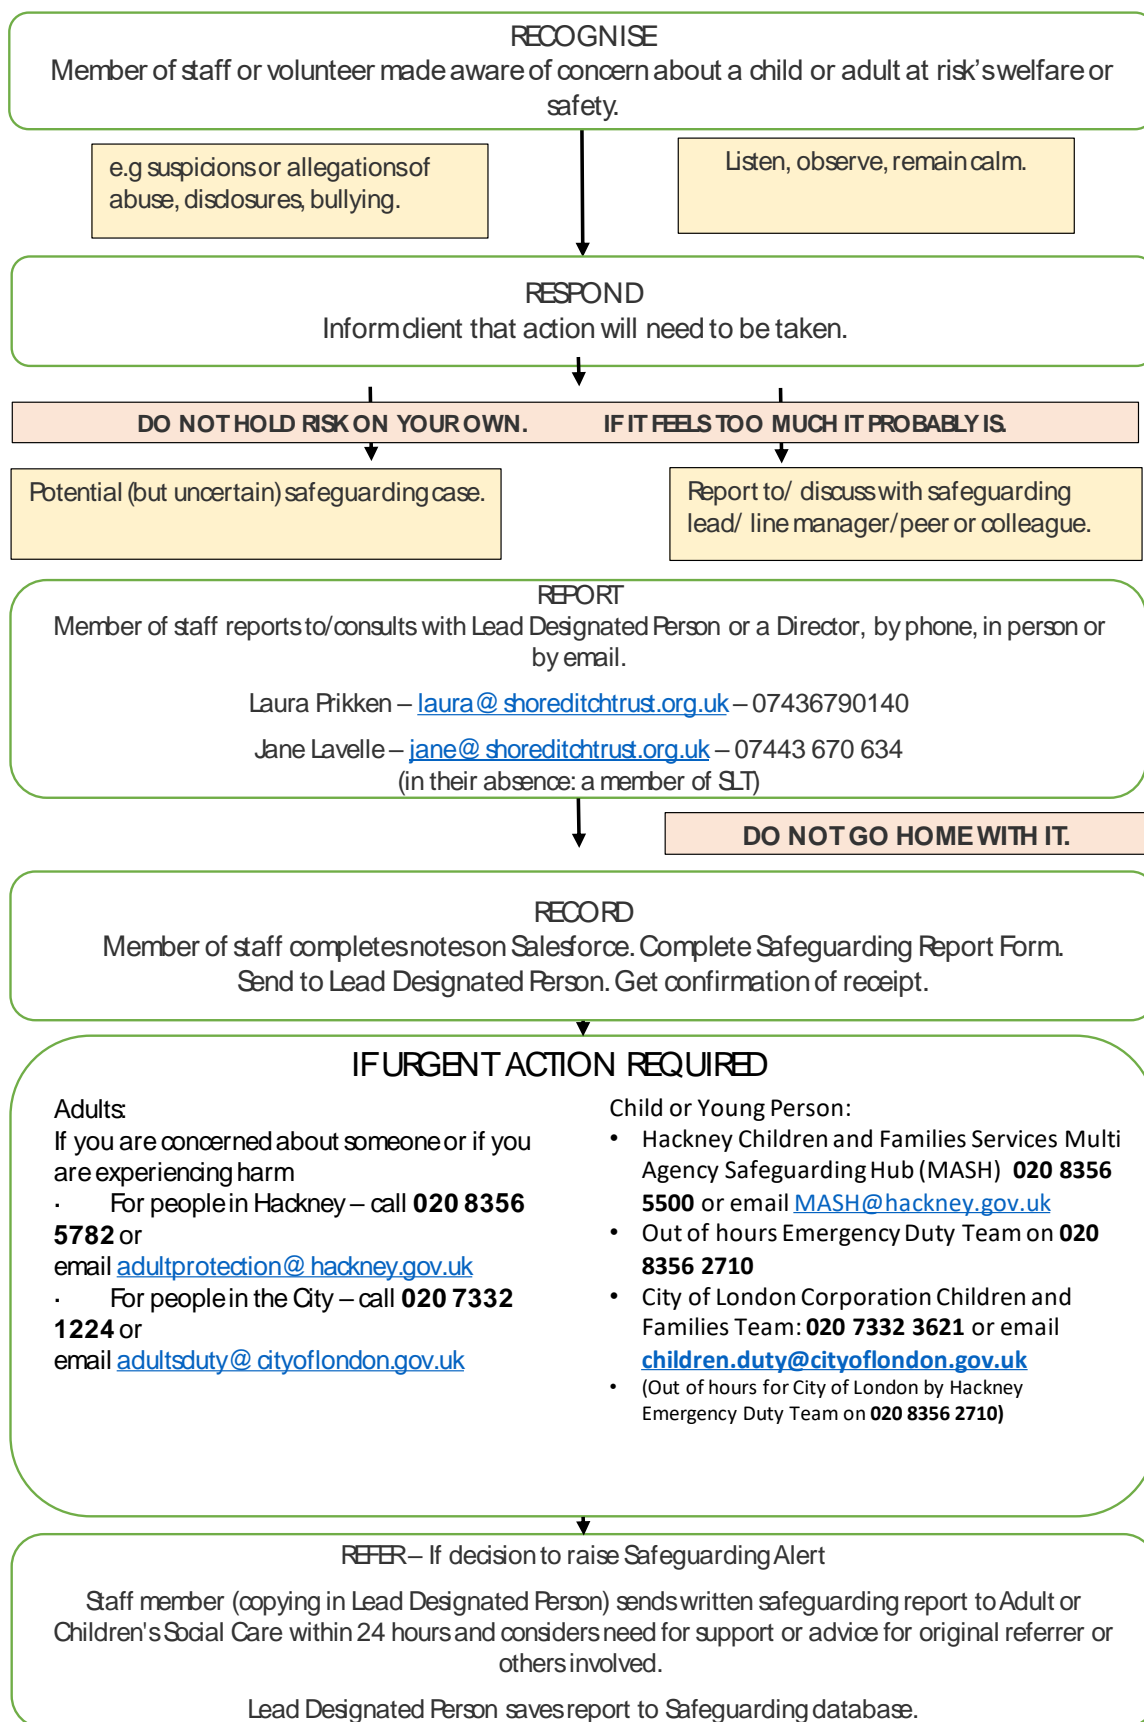 RECOGNISE
Member of staff or volunteer made aware of concern about a child or adult at risk's welfare or
safety.
e.g suspicions or allegations of
abuse, disclosures, bullying.
Listen, observe, remain calm.
RESPOND
Inform client that action will need to be taken.
DO NOT HOLD RISK ON YOUR OWN. IF IT FEELS TOO MUCH IT PROBABLY IS.
Potential (but uncertain) safeguarding case.
Report to/ discuss with safeguarding
lead/ line manager/peer or colleague.
REPORT
Member of staff reports to/consults with Lead Designated Person or a Director, by phone, in person or
by email.
Laura Prikken – laura@shoreditchtrust.org.uk – 07436790140
Jane Lavelle – jane@shoreditchtrust.org.uk – 07443 670 634
(in their absence: a member of SLT)
DO NOT GO HOME WITH IT.
RECORD
Member of staff completes notes on Salesforce. Complete Safeguarding Report Form.
Send to Lead Designated Person. Get confirmation of receipt.
IF URGENT ACTION REQUIRED
Adults:
If you are concerned about someone or if you
are experiencing harm
· For people in Hackney – call 020 8356
5782 or
email adultprotection@hackney.gov.uk
· For people in the City – call 020 7332
1224 or
email adultsduty@cityoflondon.gov.uk
Child or Young Person:
• Hackney Children and Families Services Multi
Agency Safeguarding Hub (MASH) 020 8356
5500 or email MASH@hackney.gov.uk
• Out of hours Emergency Duty Team on 020
8356 2710
• City of London Corporation Children and
Families Team: 020 7332 3621 or email
children.duty@cityoflondon.gov.uk
• (Out of hours for City of London by Hackney
Emergency Duty Team on 020 8356 2710)
REFER – If decision to raise Safeguarding Alert
Staff member (copying in Lead Designated Person) sends written safeguarding report to Adult or
Children's Social Care within 24 hours and considers need for support or advice for original referrer or
others involved.
Lead Designated Person saves report to Safeguarding database.